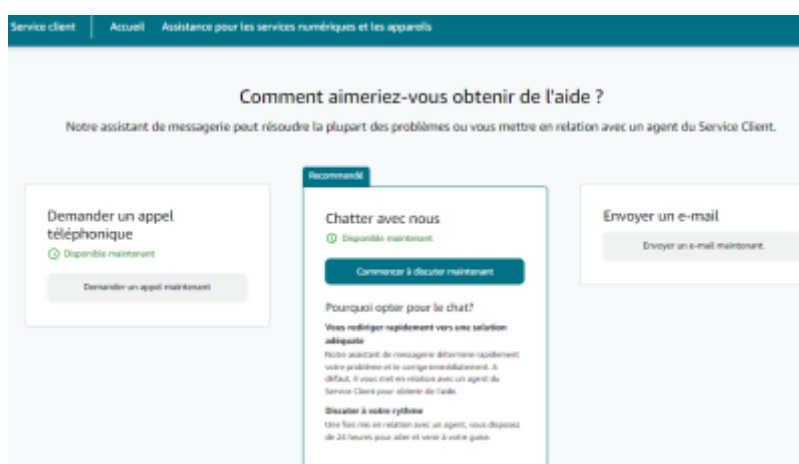 Service client
Accueil
Assistance pour les services numériques et les appareils
Comment aimeriez-vous obtenir de l'aide ?
Notre assistant de messagerie peut résoudre la plupart des problèmes ou vous mettre en relation avec un agent du Service Client.
Demander un appel
téléphonique
Disponible maintenant
Demander un appel maintenant
Recommandé
Chatter avec nous
Disponible maintenant
Commencer à discuter maintenant
Pourquoi opter pour le chat?
Vous rediriger rapidement vers une solution
adéquate
Notre assistant de messagerie détermine rapidement
votre problème et le corrige immédiatement. A
défaut, il vous met en relation avec un agent du
Service Client pour obtenir de l'aide.
Discuter à votre rythme
Une fois mis en relation avec un agent, vous disposez
de 24 heures pour aller et venir à votre guise.
Envoyer un e-mail
Envoyer un e-mail maintenant